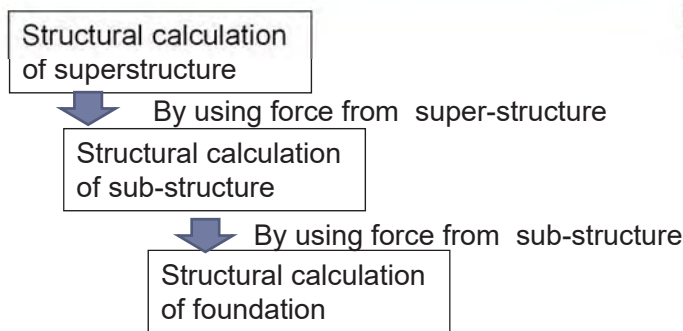 Structural calculation
of superstructure
By using force from super-structure
Structural calculation
of sub-structure
By using force from sub-structure
Structural calculation
of foundation